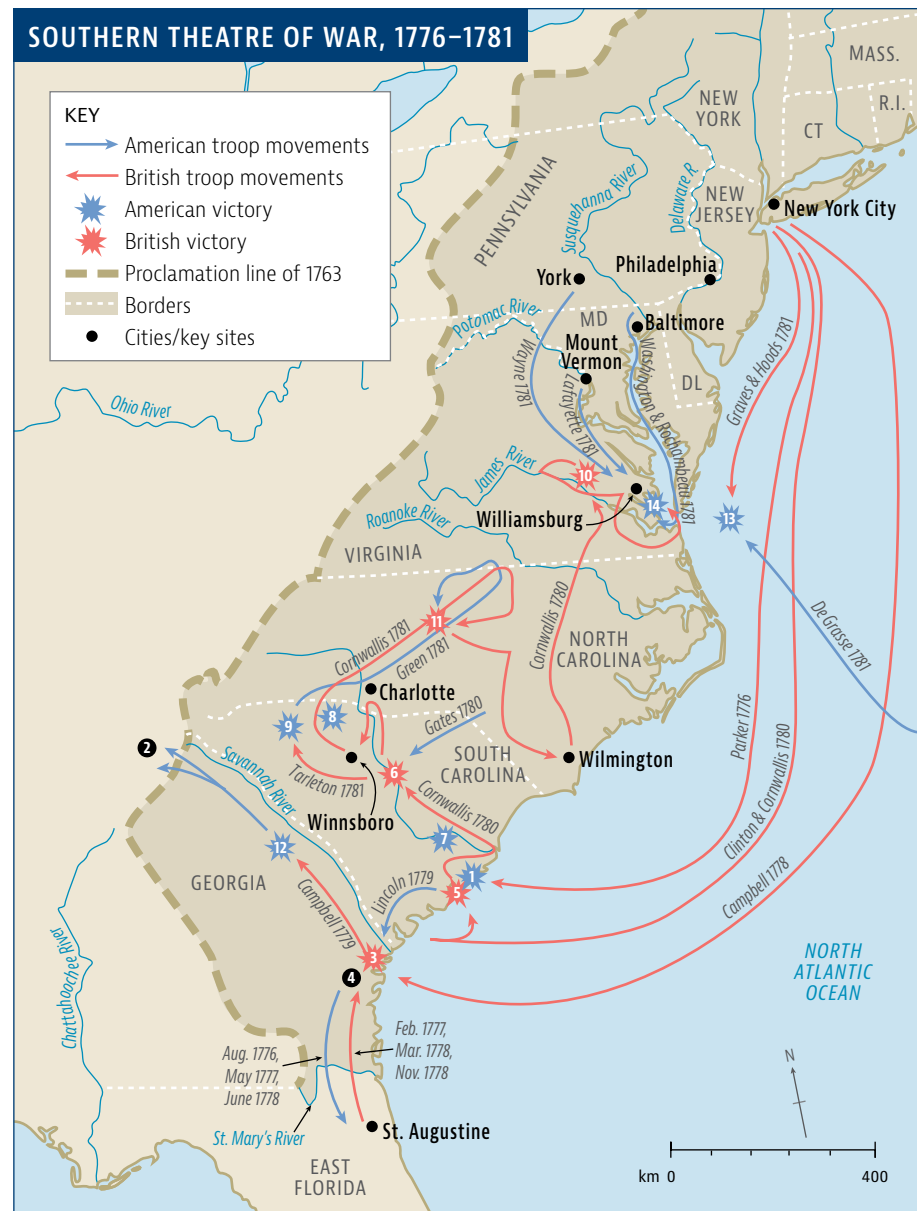 SOUTHERN THEATRE OF WAR, 1776–1781
KEY
American troop movements
British troop movements
American victory
British victory
Proclamation line of 1763
Borders
Cities/key sites
MASS.
R.I.
CT
NEW
YORK
PENNSYLVANIA
Susquehanna River
Delaware R.
NEW
JERSEY
New York City
York
Philadelphia
Potomac River
MD
Baltimore
Mount
Vernon
DL
Wayne 1781
Lafayette 1781
Washington & Rochambeau 1781
Graves & Hoods 1781
Ohio River
James River
10
Williamsburg
14
13
Roanoke River
VIRGINIA
De Grasse 1781
11
Cornwallis 1781
Green 1781
Cornwallis 1780
NORTH
CAROLINA
Charlotte
9
8
Gates 1780
2
Savannah River
SOUTH
CAROLINA
Wilmington
Parker 1776
Clinton & Cornwallis 1780
Campbell 1778
6
Tarleton 1781
Winnsboro
Cornwallis 1780
7
12
1
5
GEORGIA
Lincoln 1779
Campbell 1779
Chattahoochee River
3
4
NORTH
ATLANTIC
OCEAN
Aug. 1776,
May 1777,
June 1778
Feb. 1777,
Mar. 1778,
Nov. 1778
N
St. Mary's River
St. Augustine
EAST
FLORIDA
km 0
400